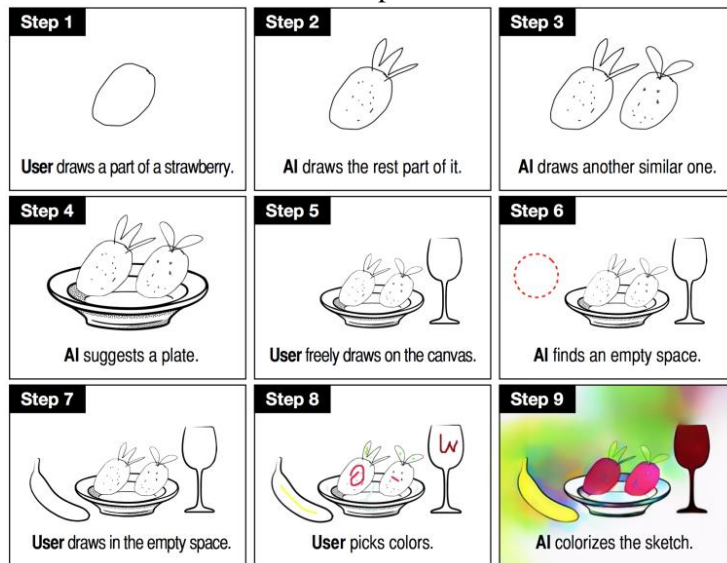 Step 1
User draws a part of a strawberry.
Step 2
AI draws the rest part of it.
Step 3
AI draws another similar one.
Step 4
AI suggests a plate.
Step 5
User freely draws on the canvas.
Step 6
AI finds an empty space.
Step 7
User draws in the empty space.
Step 8
User picks colors.
Step 9
AI colorizes the sketch.